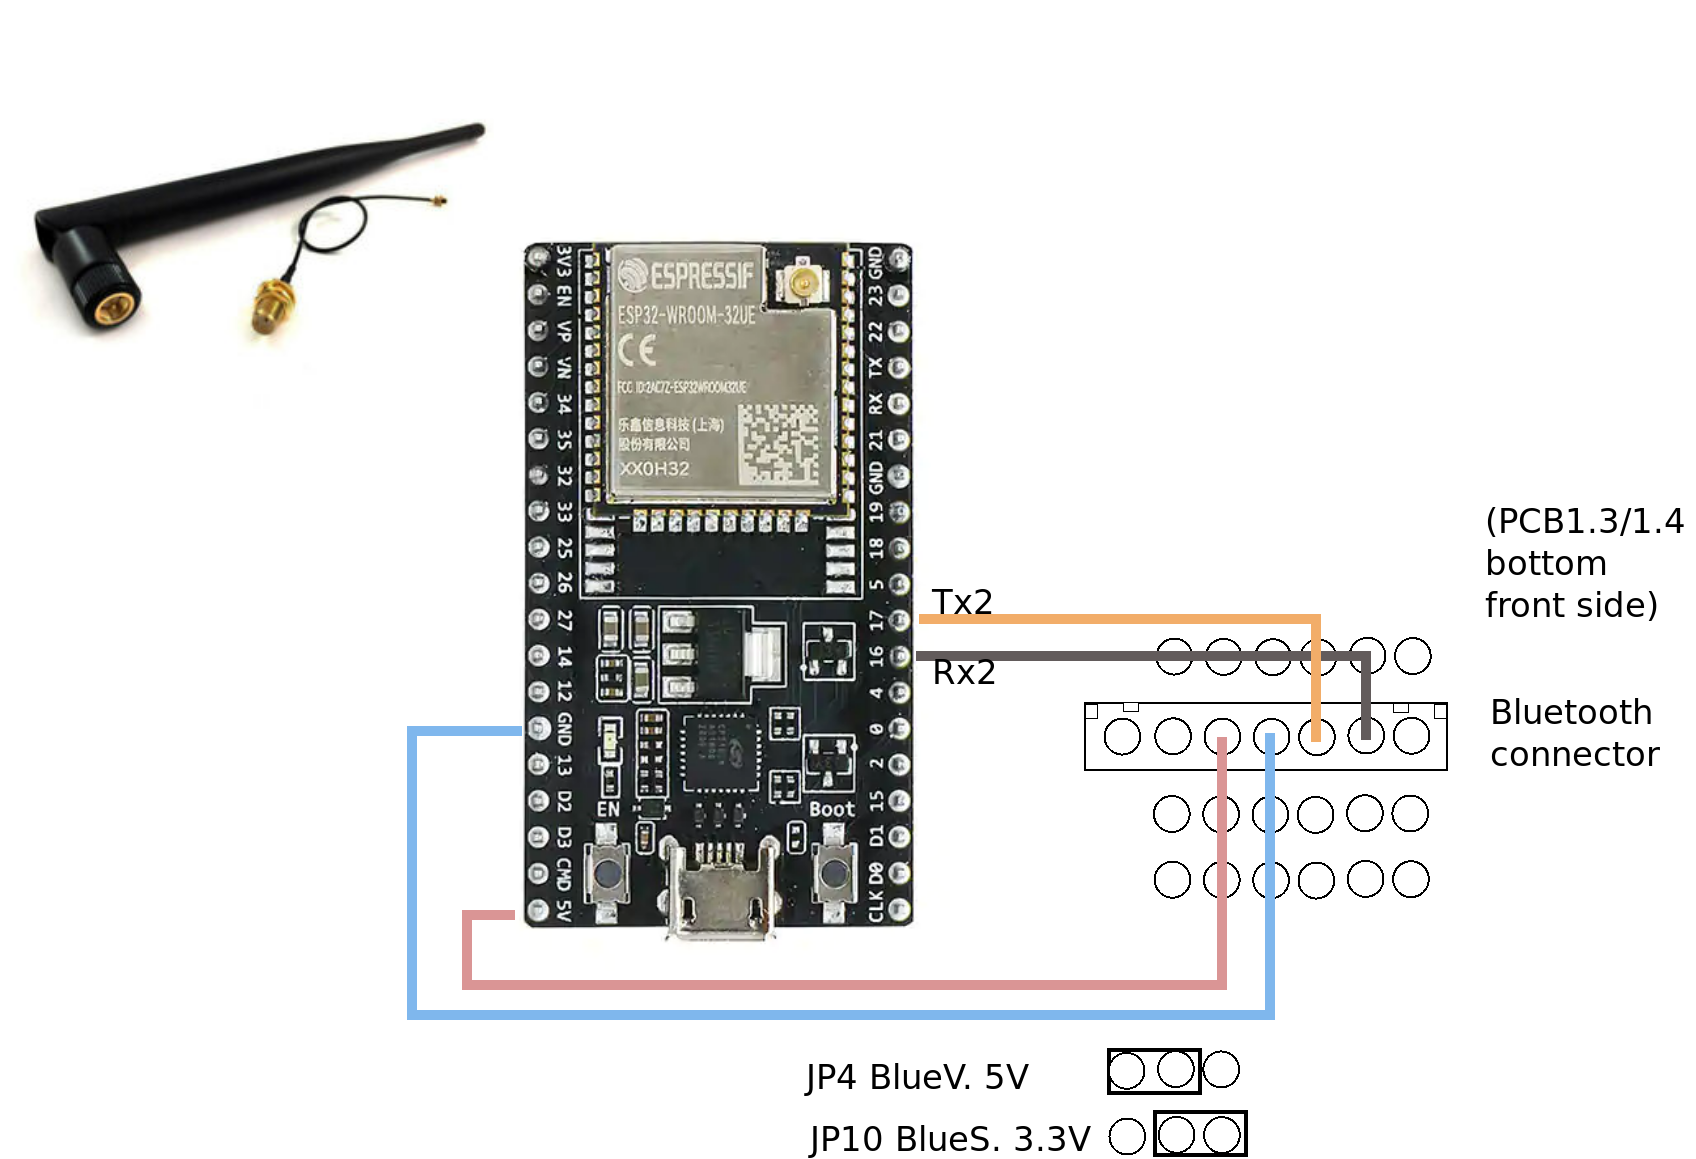 ESPRESSIF
ESP32-WROOM-32UE
CE
FCC ID:2AC7Z-ESP32WROOM32UE
乐鑫信息科技(上海)
股份有限公司
XX0H32
3V3
EN
VP
VN
34
35
32
33
25
26
27
14
12
GND
13
D2
D3
CMD
5V
GND
23
22
TX
RX
21
GND
19
18
5
17
16
4
0
2
15
D1
D0
CLK
EN
Boot
Tx2
Rx2
(PCB1.3/1.4
bottom
front side)
Bluetooth
connector
JP4 BlueV. 5V
JP10 BlueS. 3.3V